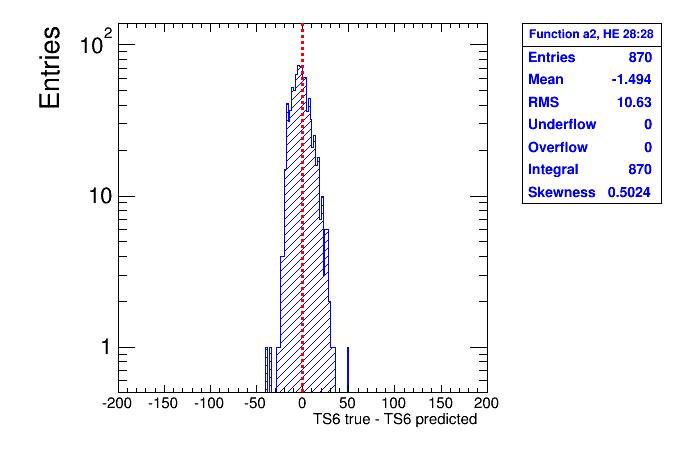 Function a2, HE 28:28
Entries 870
Mean -1.494
RMS 10.63
Underflow 0
Overflow 0
Integral 870
Skewness 0.5024
Entries
10²
10
1
-200 -150 -100 -50 0 50 100 150 200
TS6 true - TS6 predicted